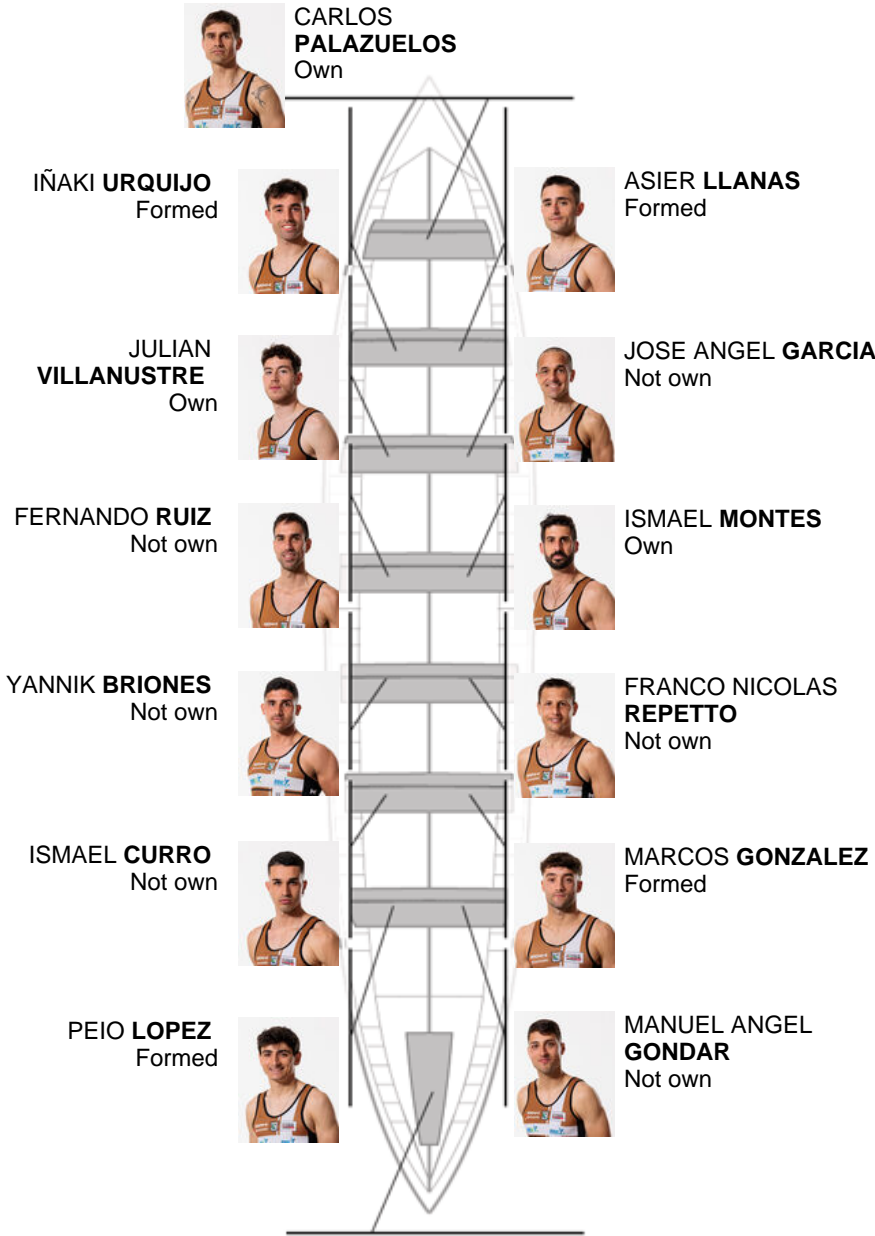 CARLOS
PALAZUELOS
Own
IÑAKI URQUIJO
Formed
ASIER LLANAS
Formed
JULIAN
VILLANUSTRE
Own
JOSE ANGEL GARCIA
Not own
FERNANDO RUIZ
Not own
ISMAEL MONTES
Own
YANNIK BRIONES
Not own
FRANCO NICOLAS
REPETTO
Not own
ISMAEL CURRO
Not own
MARCOS GONZALEZ
Formed
PEIO LOPEZ
Formed
MANUEL ANGEL
GONDAR
Not own